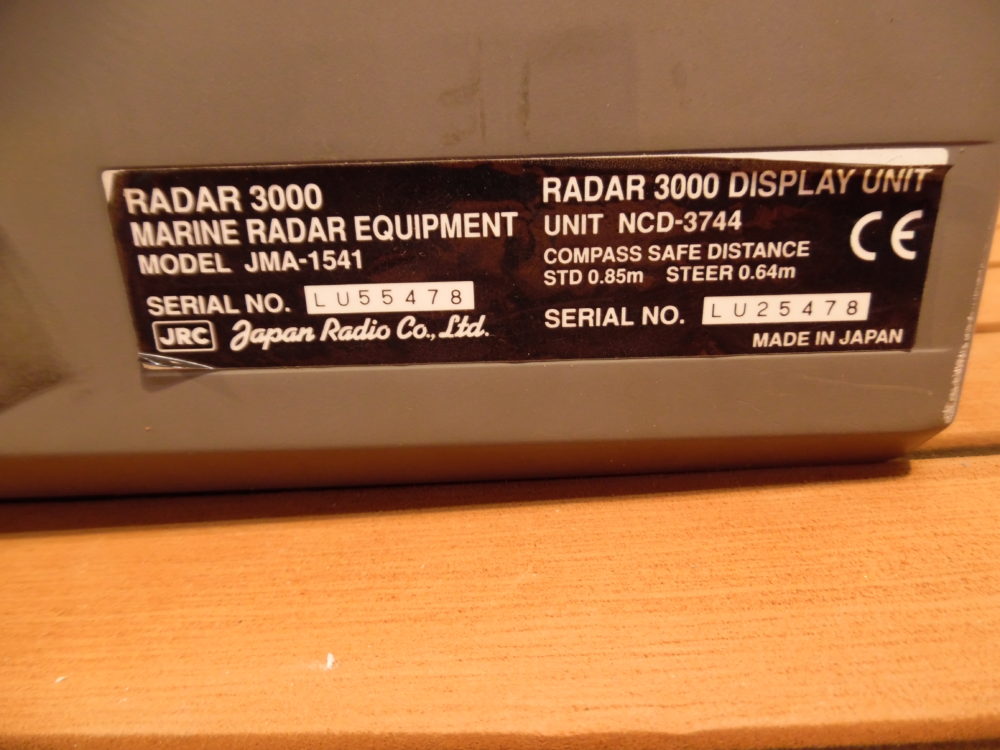 RADAR 3000
MARINE RADAR EQUIPMENT
MODEL JMA-1541
SERIAL NO. LU55478
JRC Japan Radio Co., Ltd.
RADAR 3000 DISPLAY UNIT
UNIT NCD-3744
COMPASS SAFE DISTANCE
STD 0.85m STEER 0.64m
CE
SERIAL NO. LU25478
MADE IN JAPAN